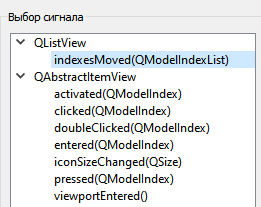 Выбор сигнала
QListView
indexesMoved(QModelIndexList)
QAbstractItemView
activated(QModelIndex)
clicked(QModelIndex)
doubleClicked(QModelIndex)
entered(QModelIndex)
iconSizeChanged(QSize)
pressed(QModelIndex)
viewportEntered()